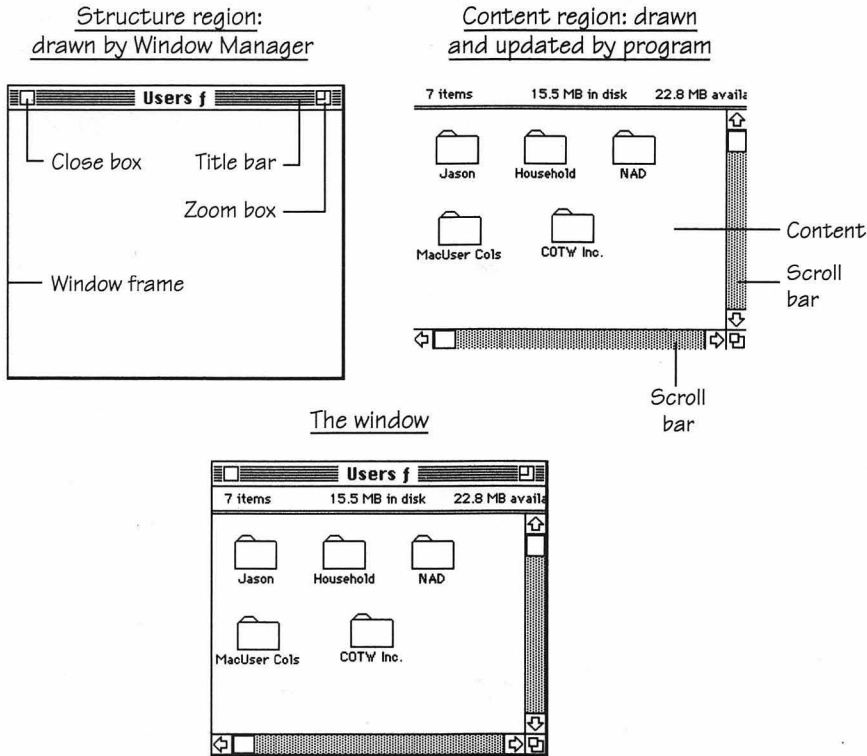 Structure region:
drawn by Window Manager
Users ƒ
Close box
Title bar
Zoom box
Window frame
Content region: drawn
and updated by program
7 items 15.5 MB in disk 22.8 MB availa
Jason Household NAD
MacUser Cols COTW Inc.
Content
Scroll
bar
Scroll
bar
The window
Users ƒ
7 items 15.5 MB in disk 22.8 MB availa
Jason Household NAD
MacUser Cols COTW Inc.